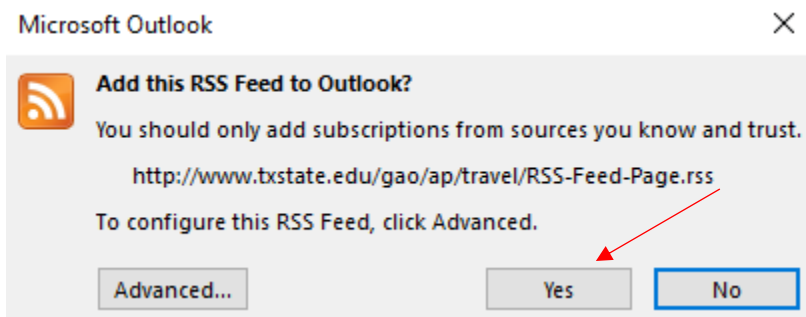 Microsoft Outlook
Add this RSS Feed to Outlook?
You should only add subscriptions from sources you know and trust.
http://www.txstate.edu/gao/ap/travel/RSS-Feed-Page.rss
To configure this RSS Feed, click Advanced.
Advanced... Yes No